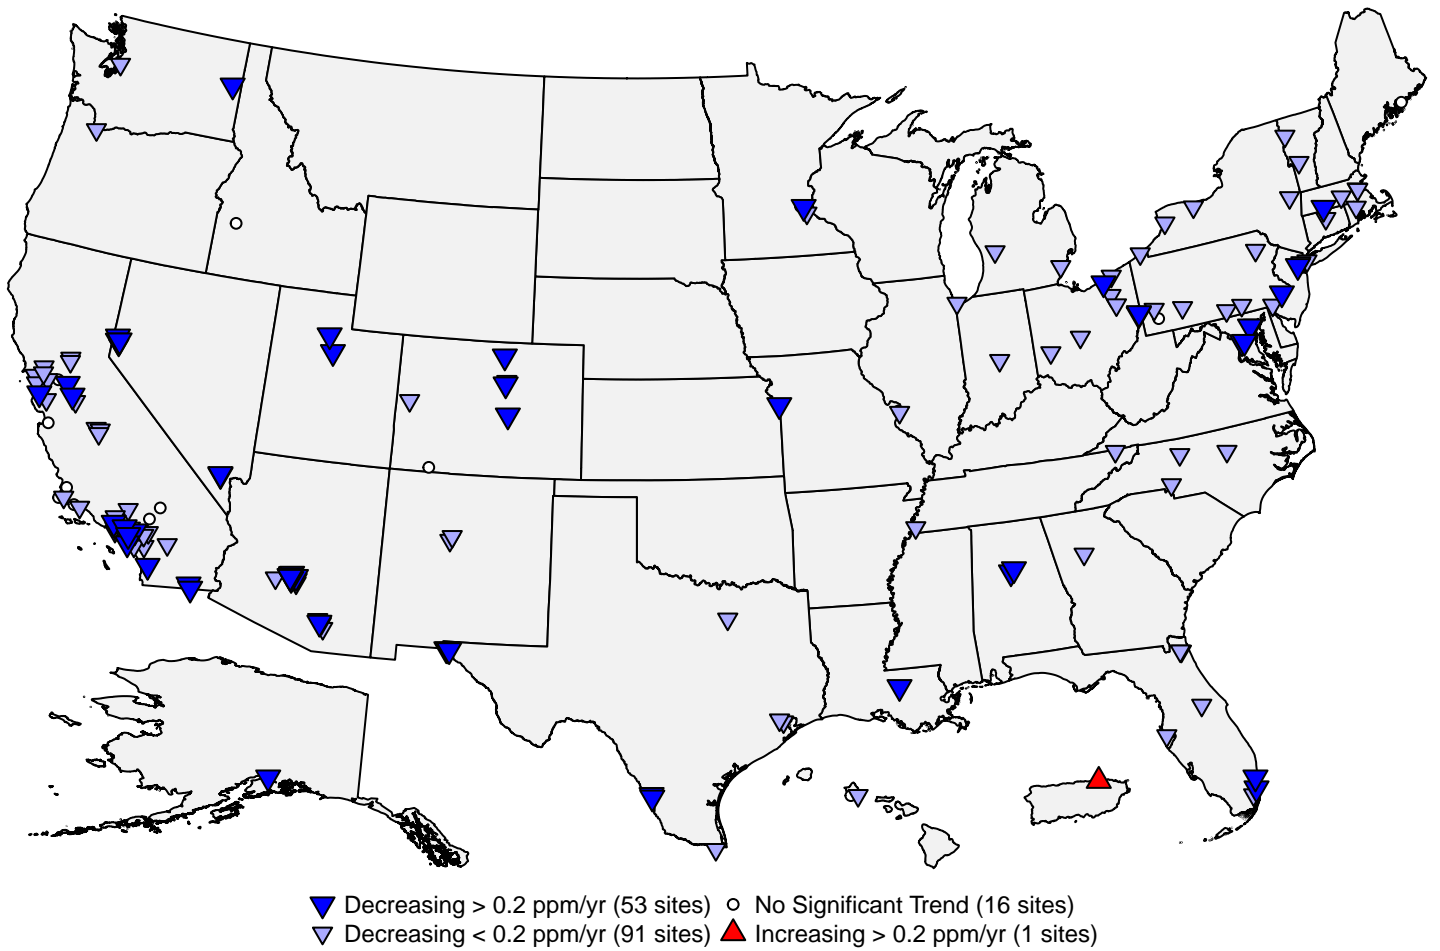 Decreasing > 0.2 ppm/yr (53 sites)
No Significant Trend (16 sites)
Decreasing < 0.2 ppm/yr (91 sites)
Increasing > 0.2 ppm/yr (1 sites)